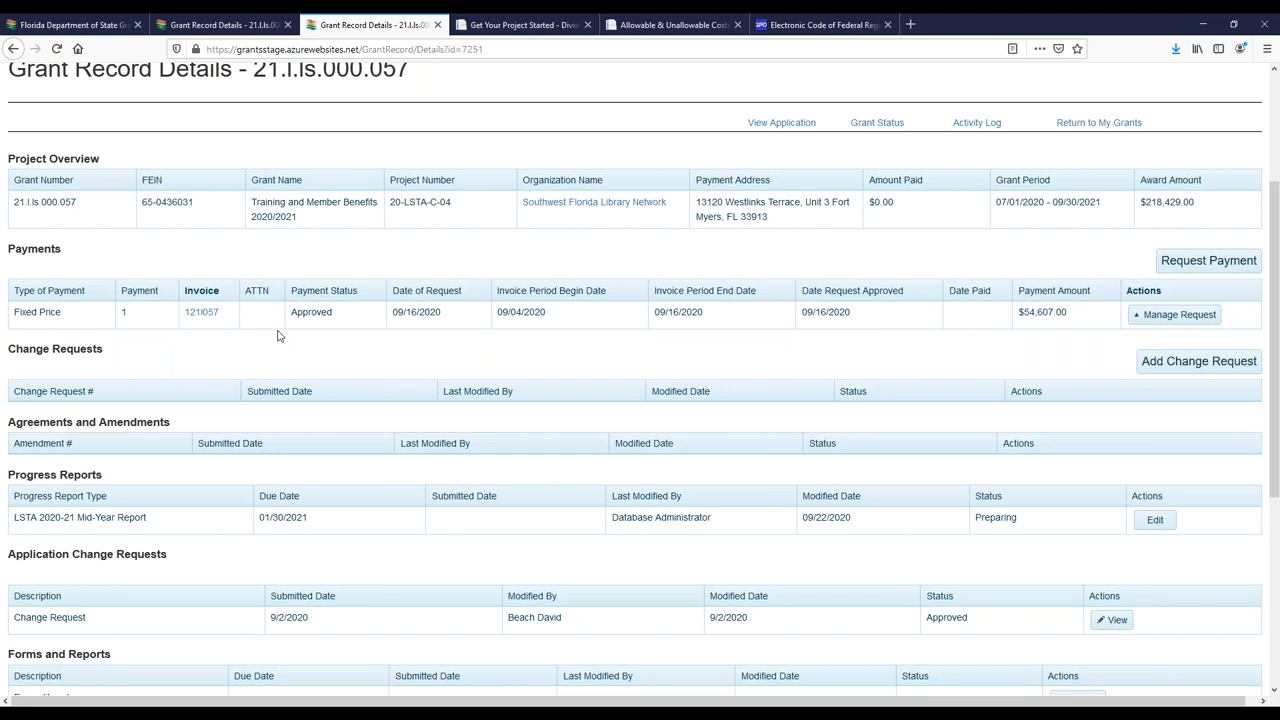 Florida Department of State Gra
Grant Record Details - 21.l.ls.
Grant Record Details - 21.l.ls.00
Get Your Project Started - Divisi
Allowable & Unallowable Cost
Electronic Code of Federal Reg
https://grantsstage.azurewebsites.net/GrantRecord/Details?id=7251
Grant Record Details - 21.l.ls.000.057
View Application Grant Status Activity Log Return to My Grants
Project Overview
Grant Number FEIN Grant Name Project Number Organization Name Payment Address Amount Paid Grant Period Award Amount
21.l.ls.000.057 65-0436031 Training and Member Benefits 20-LSTA-C-04 Southwest Florida Library Network 13120 Westlinks Terrace, Unit 3 Fort $0.00 07/01/2020 - 09/30/2021 $218,429.00
2020/2021 Myers, FL 33913
Payments
Request Payment
Type of Payment Payment Invoice ATTN Payment Status Date of Request Invoice Period Begin Date Invoice Period End Date Date Request Approved Date Paid Payment Amount Actions
Fixed Price 1 121I057 Approved 09/16/2020 09/04/2020 09/16/2020 09/16/2020 $54,607.00 Manage Request
Change Requests
Add Change Request
Change Request # Submitted Date Last Modified By Modified Date Status Actions
Agreements and Amendments
Amendment # Submitted Date Last Modified By Modified Date Status Actions
Progress Reports
Progress Report Type Due Date Submitted Date Last Modified By Modified Date Status Actions
LSTA 2020-21 Mid-Year Report 01/30/2021 Database Administrator 09/22/2020 Preparing Edit
Application Change Requests
Description Submitted Date Modified By Modified Date Status Actions
Change Request 9/2/2020 Beach David 9/2/2020 Approved View
Forms and Reports
Description Due Date Submitted Date Last Modified By Modified Date Status Actions